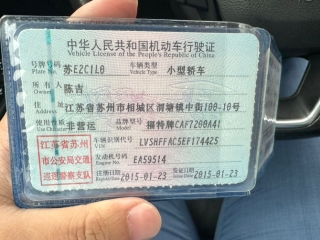 中华人民共和国机动车行驶证
Vehicle License of the People's Republic of China
号牌号码 苏EZC1L0 车辆类型 小型轿车
Plate No. Vehicle Type
所有人 陈吉
住址 江苏省苏州市相城区渭塘镇中街100-10号
使用性质 非营运 品牌型号 福特牌CAF7200A41
Use Character Model
江苏省苏州
市公安局交通
巡逻警察支队
车辆识别代号 LVSHFFAC5EF174425
VIN
发动机号码 EA59514
Engine No.
注册日期 2015-01-23 发证日期 2015-01-23
Register Date Issue Date